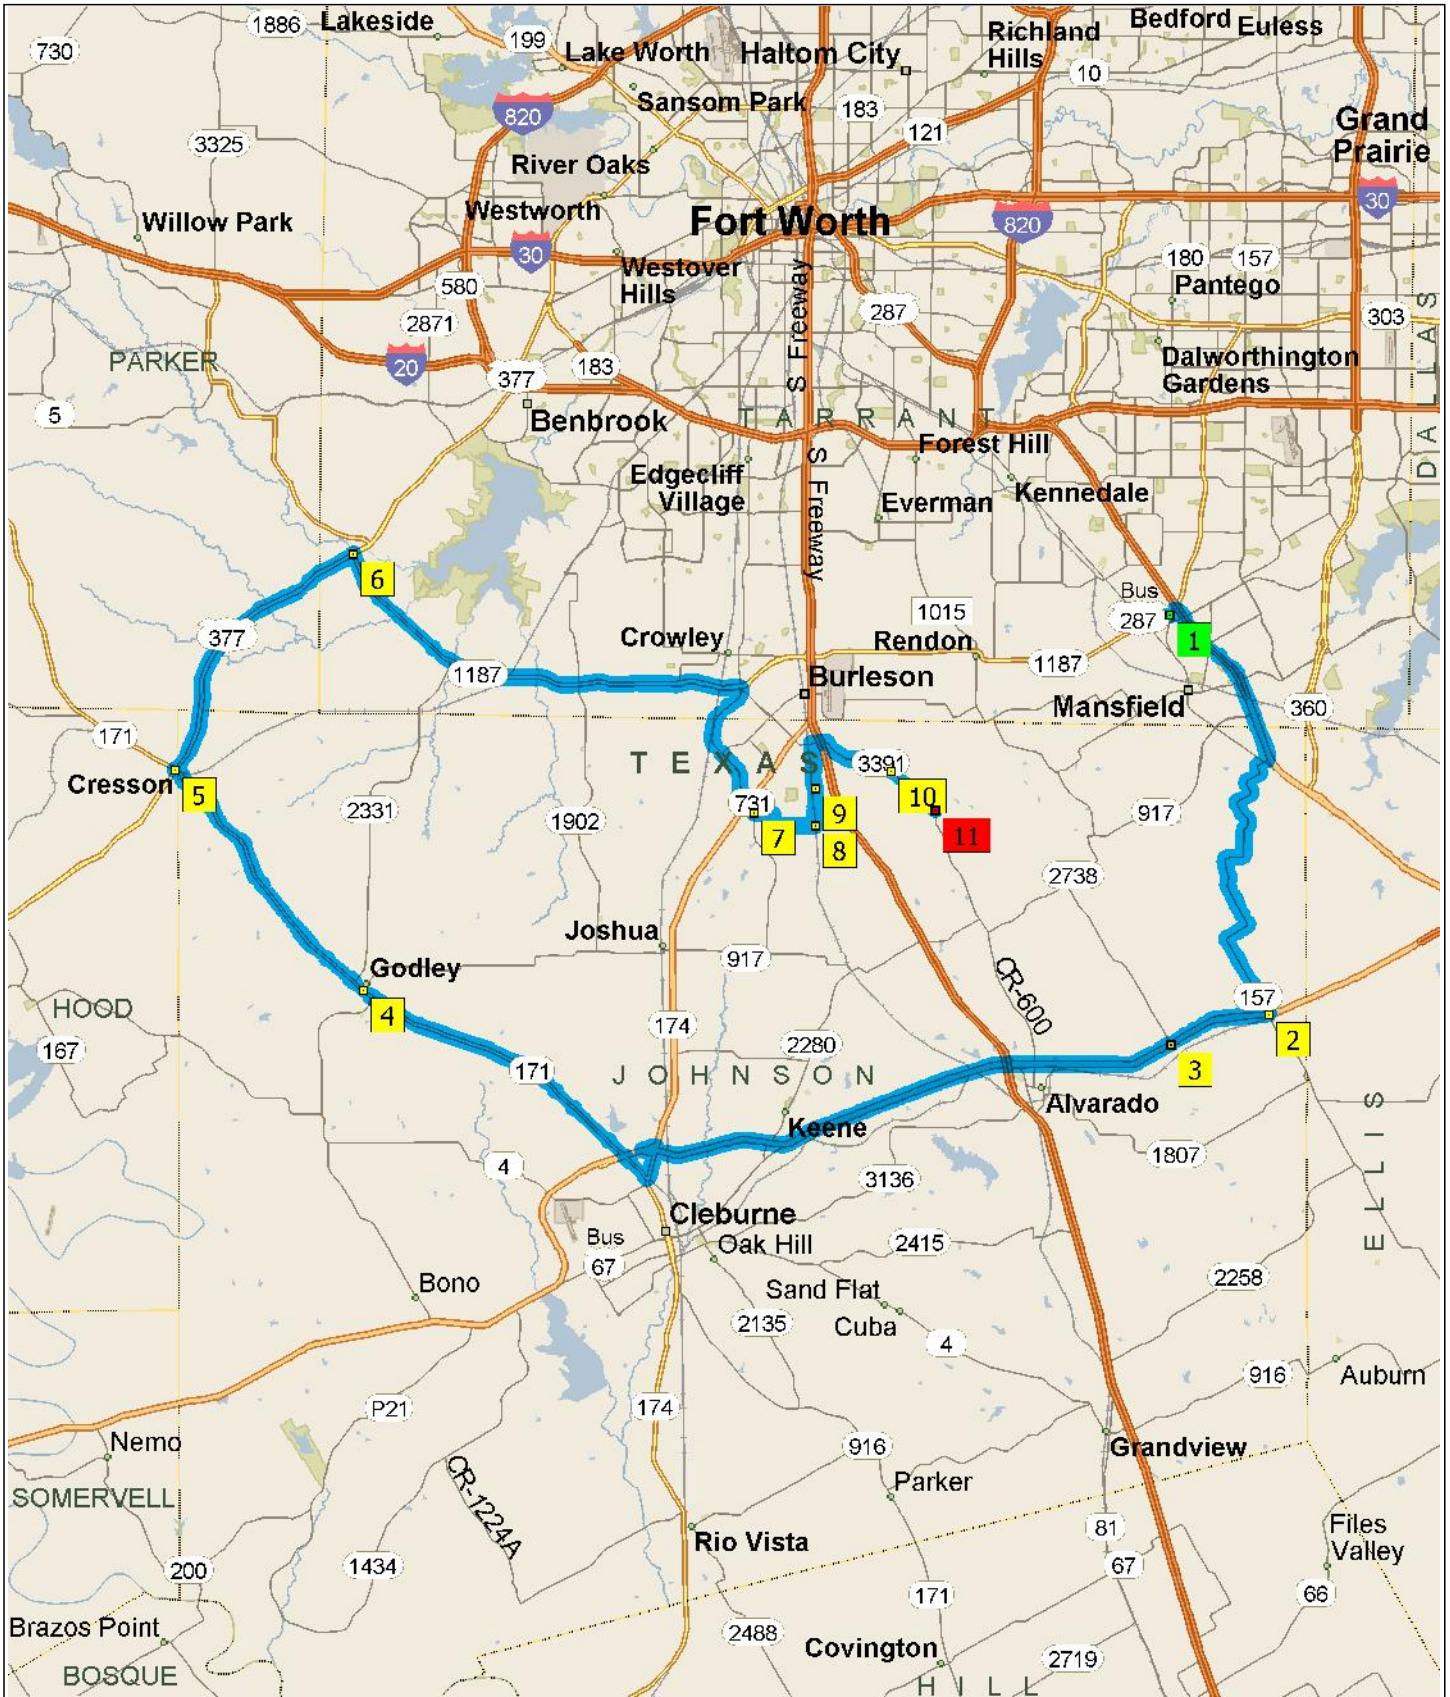 1886
Lakeside
730
199
Lake Worth
Haltom City
Richland
Hills
Bedford
Euless
10
820
Sansom Park
183
121
Grand
Prairie
3325
River Oaks
Willow Park
Westworth
Fort Worth
30
820
30
Westover
Hills
S Freeway
180
157
580
Pantego
2871
287
303
PARKER
20
377
183
Dalworthington
Gardens
5
Benbrook
TARRANT
DALLAS
Forest Hill
Edgecliff
Village
S Freeway
Everman
Kennedale
6
Bus
287
1
1015
377
Crowley
Rendon
1187
1187
Burleson
Mansfield
360
171
TEXAS
3391
Cresson
5
2331
1902
731
10
9
917
7
8
11
2738
Joshua
917
Godley
CR-600
HOOD
4
157
174
2
167
2280
171
JOHNSON
3
Alvarado
Keene
ELLIS
4
1807
3136
Cleburne
Bus
67
Oak Hill
2415
Bono
Sand Flat
2258
2135
Cuba
4
916
Auburn
P21
174
Nemo
916
Grandview
CR-1224A
Parker
SOMERVELL
81
Files
Valley
Rio Vista
200
1434
67
171
66
Brazos Point
2488
Covington
2719
BOSQUE
HILL